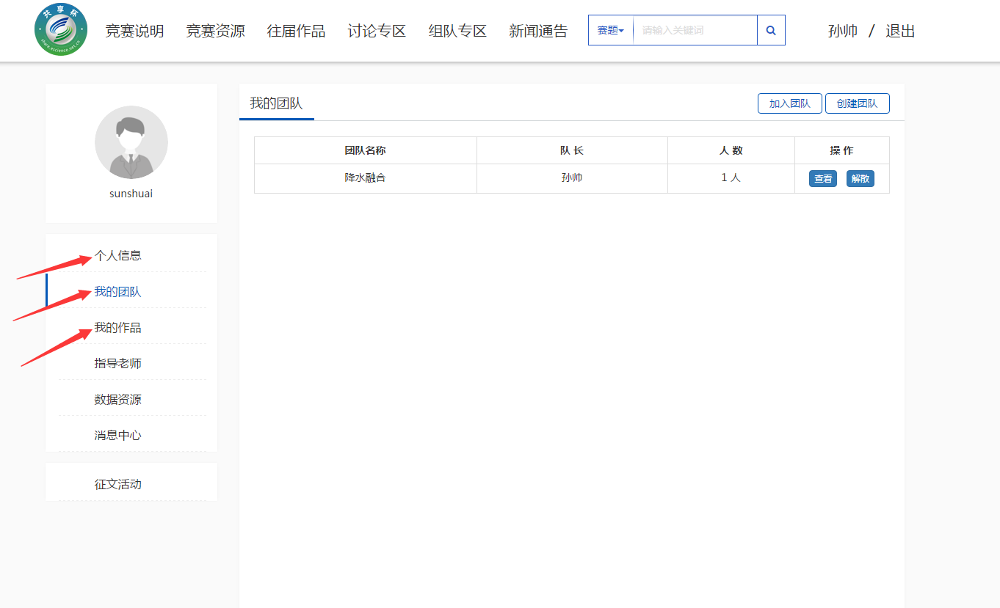 共享杯
share.escience.net.cn
竞赛说明 竞赛资源 往届作品 讨论专区 组队专区 新闻通告 赛题 请输入关键词 孙帅 / 退出
sunshuai
个人信息
我的团队
我的作品
指导老师
数据资源
消息中心
征文活动
我的团队 加入团队 创建团队
团队名称 队 长 人 数 操 作
降水融合 孙帅 1 人 查看 解散